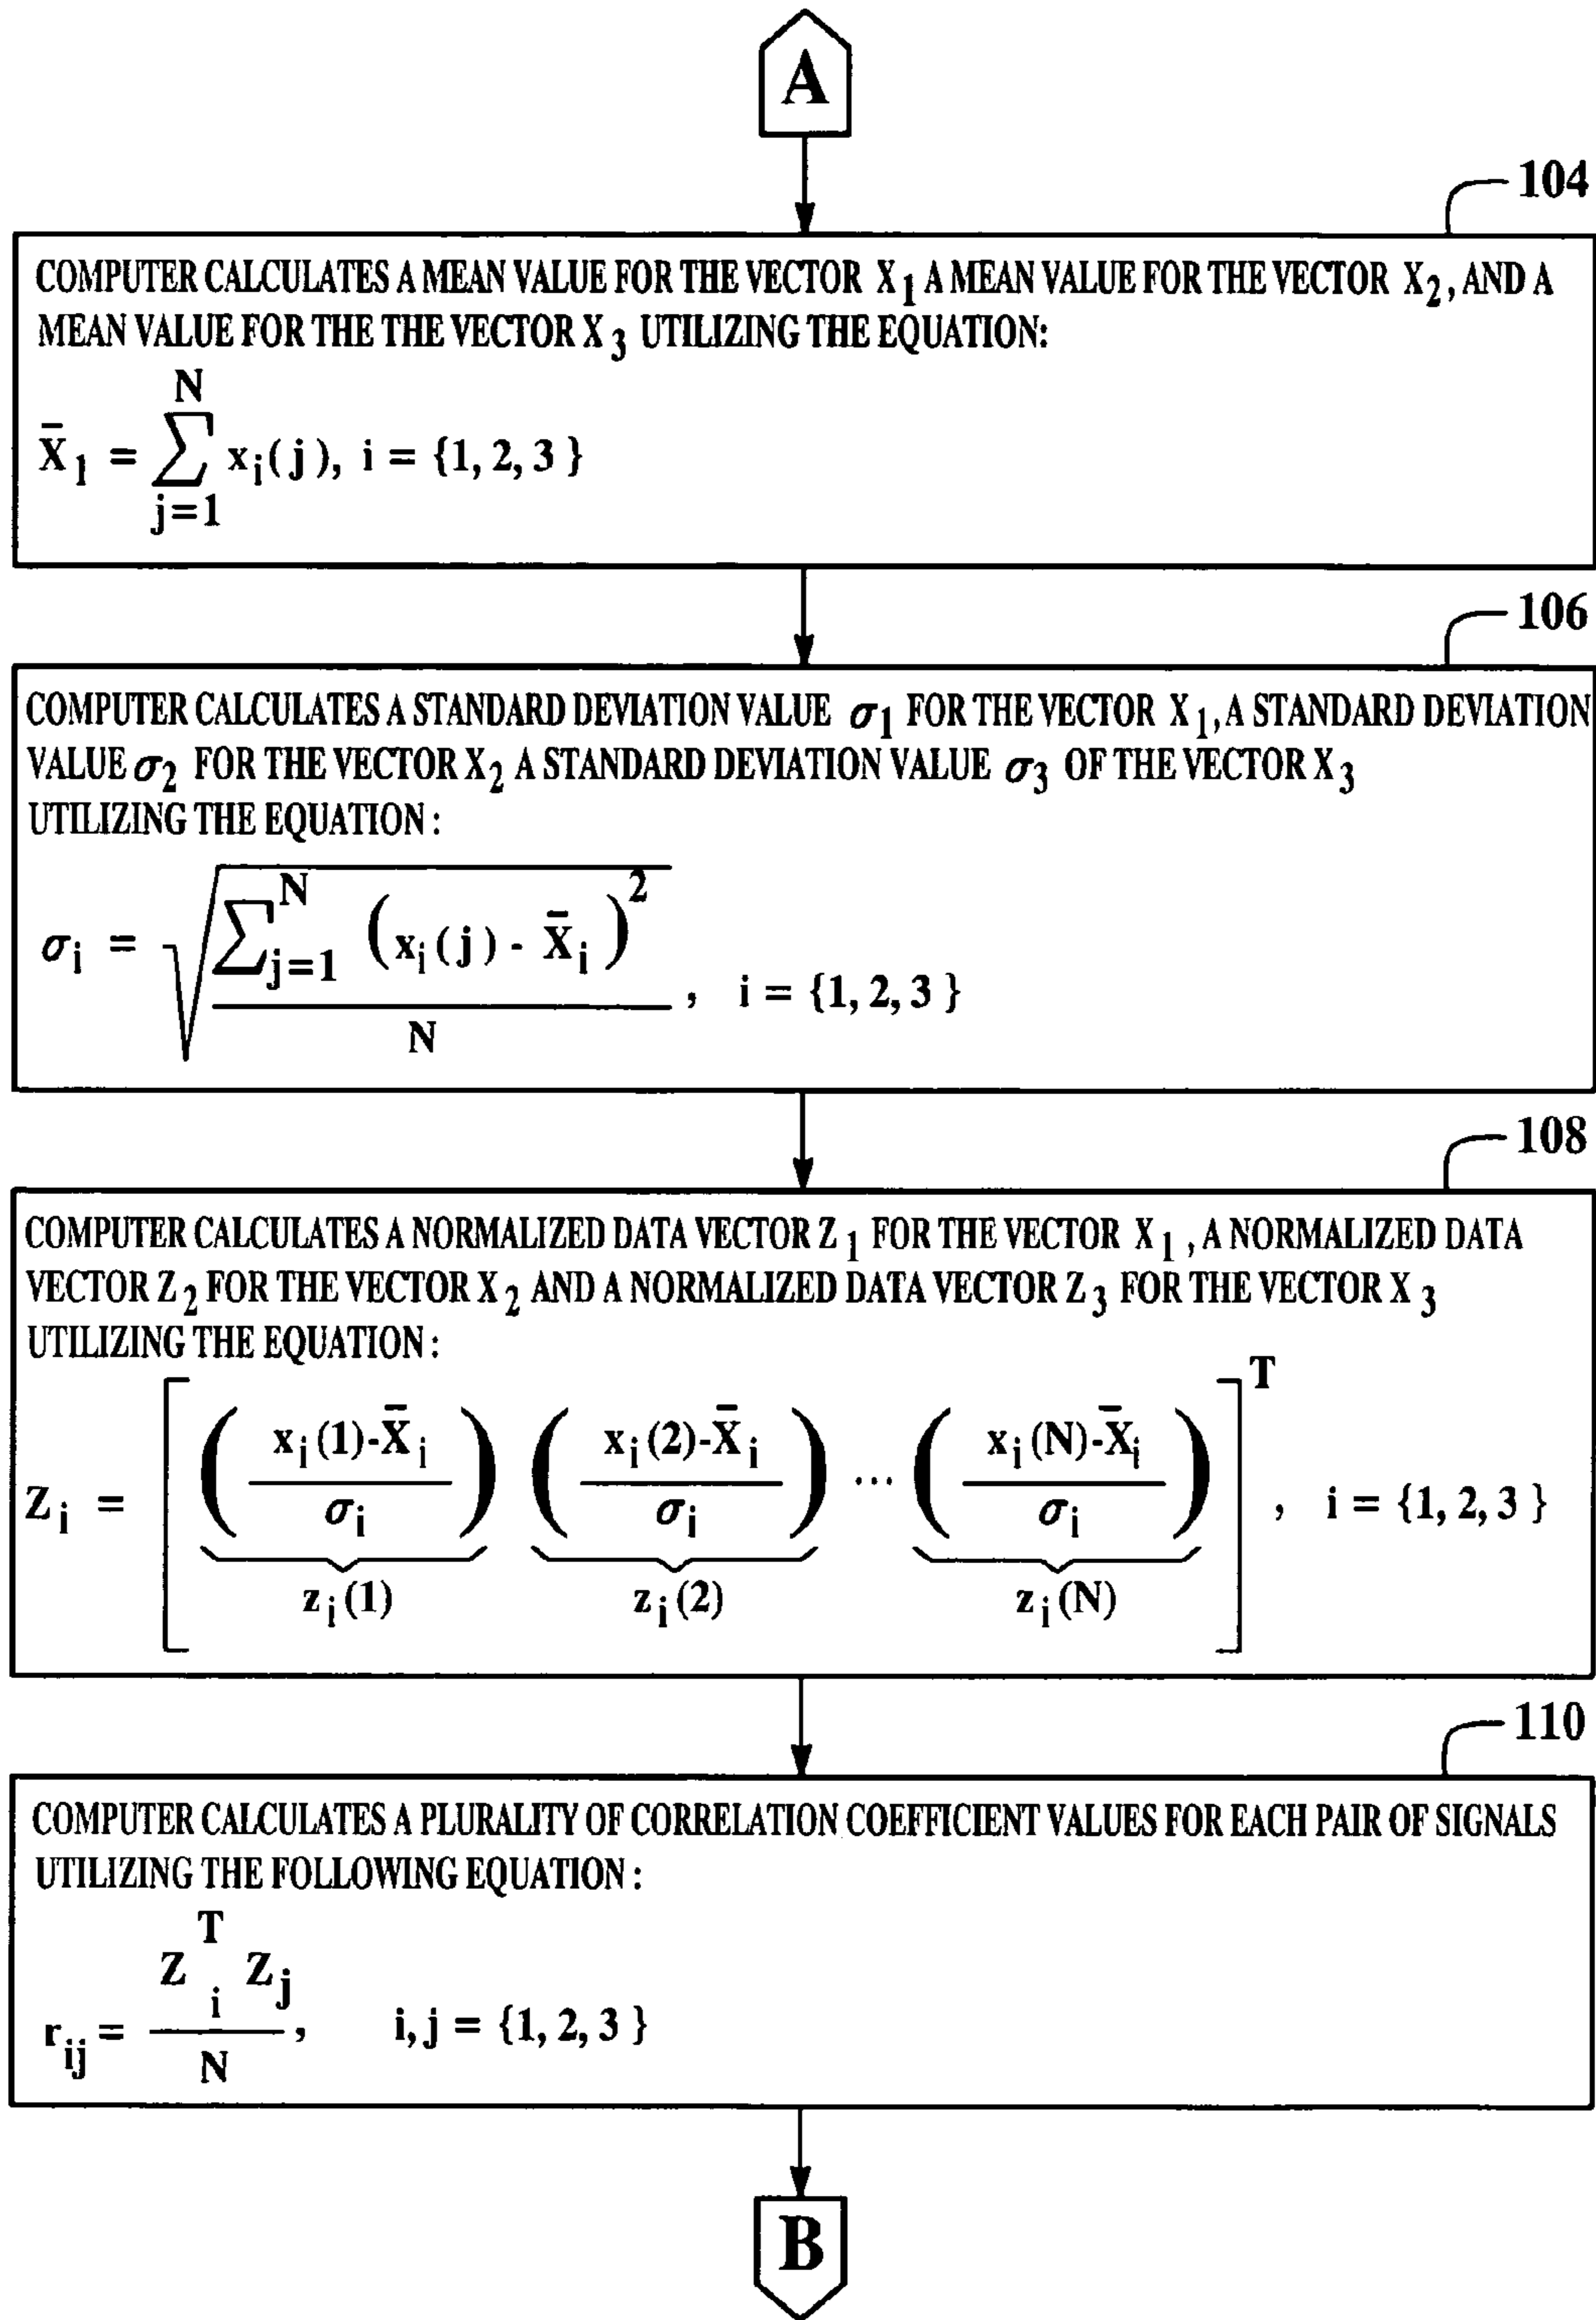 A
104
COMPUTER CALCULATES A MEAN VALUE FOR THE VECTOR X₁ A MEAN VALUE FOR THE VECTOR X₂, AND A
MEAN VALUE FOR THE THE VECTOR X₃ UTILIZING THE EQUATION:
X̄₁ = ∑_{j=1}^{N} xᵢ(j), i = {1, 2, 3}
106
COMPUTER CALCULATES A STANDARD DEVIATION VALUE σ₁ FOR THE VECTOR X₁, A STANDARD DEVIATION
VALUE σ₂ FOR THE VECTOR X₂ A STANDARD DEVIATION VALUE σ₃ OF THE VECTOR X₃
UTILIZING THE EQUATION:
σᵢ = √(∑_{j=1}^{N} (xᵢ(j) - X̄ᵢ)² / N), i = {1, 2, 3}
108
COMPUTER CALCULATES A NORMALIZED DATA VECTOR Z₁ FOR THE VECTOR X₁, A NORMALIZED DATA
VECTOR Z₂ FOR THE VECTOR X₂ AND A NORMALIZED DATA VECTOR Z₃ FOR THE VECTOR X₃
UTILIZING THE EQUATION:
Zᵢ = [((xᵢ(1)-X̄ᵢ)/σᵢ) ((xᵢ(2)-X̄ᵢ)/σᵢ) ... ((xᵢ(N)-X̄ᵢ)/σᵢ)]ᵀ, i = {1, 2, 3}
zᵢ(1) zᵢ(2) zᵢ(N)
110
COMPUTER CALCULATES A PLURALITY OF CORRELATION COEFFICIENT VALUES FOR EACH PAIR OF SIGNALS
UTILIZING THE FOLLOWING EQUATION:
rᵢⱼ = Zᵢᵀ Zⱼ / N, i, j = {1, 2, 3}
B